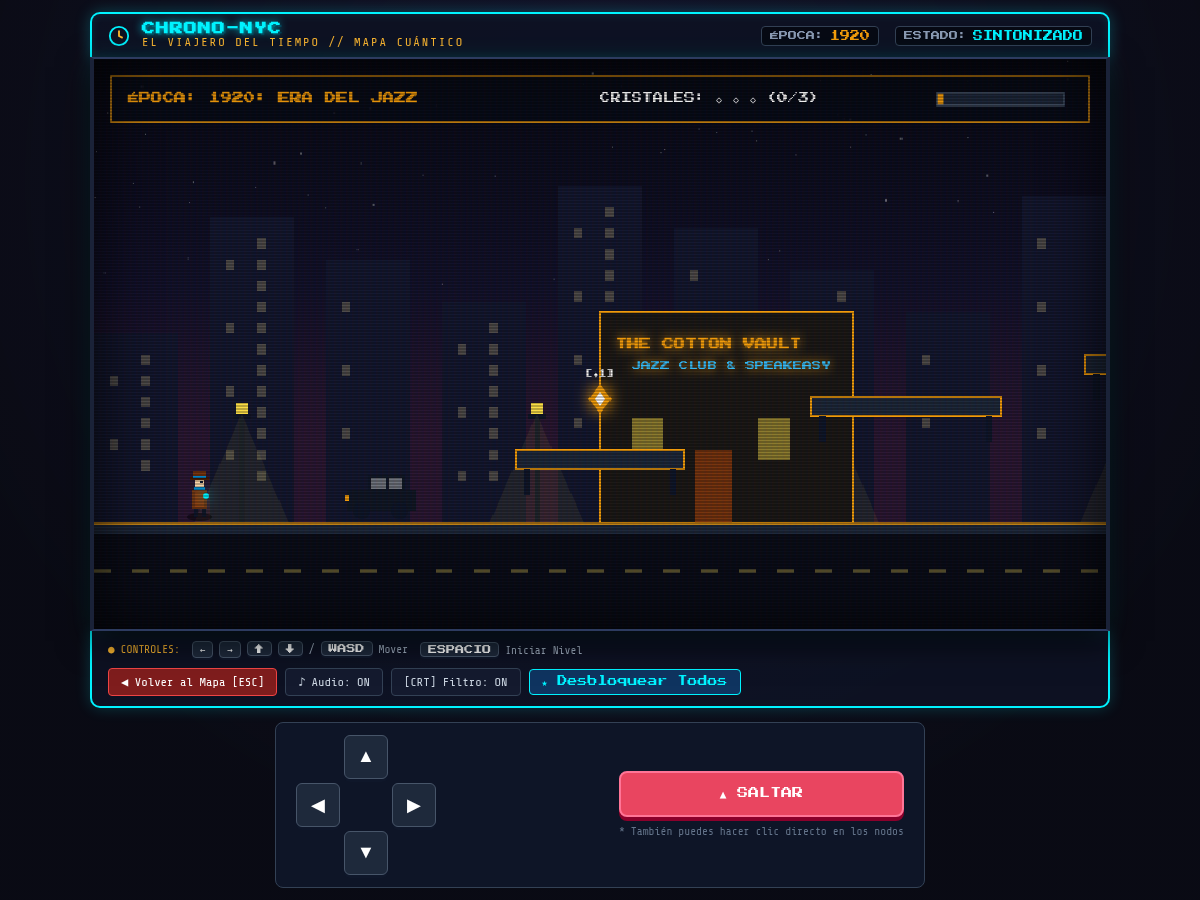 CHRONO-NYC
EL VIAJERO DEL TIEMPO // MAPA CUÁNTICO
éPOCA: 1920
ESTADO: SINTONIZADO
éPOCA: 1920: ERA DEL JAZZ
CRISTALES: ◇ ◇ ◇ (0/3)
THE COTTON VAULT
JAZZ CLUB & SPEAKEASY
● CONTROLES: ← → ↑ ↓ / WASD Mover ESPACIO Iniciar Nivel
◀ Volver al Mapa [ESC]
♪ Audio: ON
[CRT] Filtro: ON
★ Desbloquear Todos
▲
◀ ▶
▼
▲ SALTAR
* También puedes hacer clic directo en los nodos